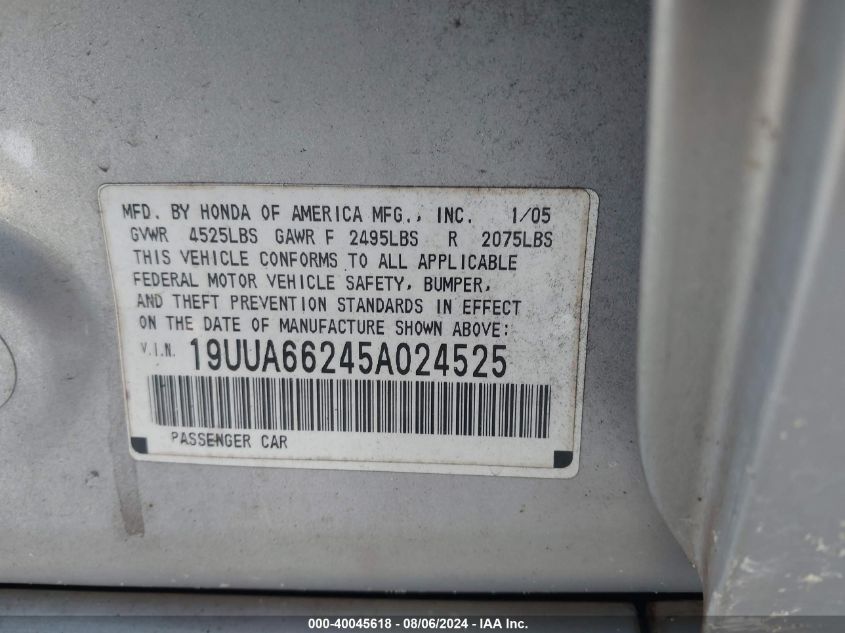 MFD. BY HONDA OF AMERICA MFG., INC. 1/05
GVWR 4525LBS GAWR F 2495LBS R 2075LBS
THIS VEHICLE CONFORMS TO ALL APPLICABLE
FEDERAL MOTOR VEHICLE SAFETY, BUMPER,
AND THEFT PREVENTION STANDARDS IN EFFECT
ON THE DATE OF MANUFACTURE SHOWN ABOVE:
V.I.N. 19UUA66245A024525
PASSENGER CAR
000-40045618 - 08/06/2024 - IAA Inc.